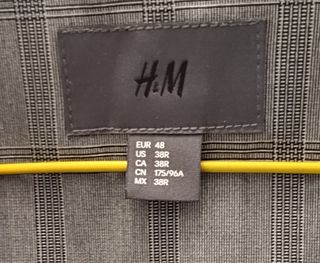 H&M
EUR 48
US 38R
CA 38R
CN 175/96A
MX 38R